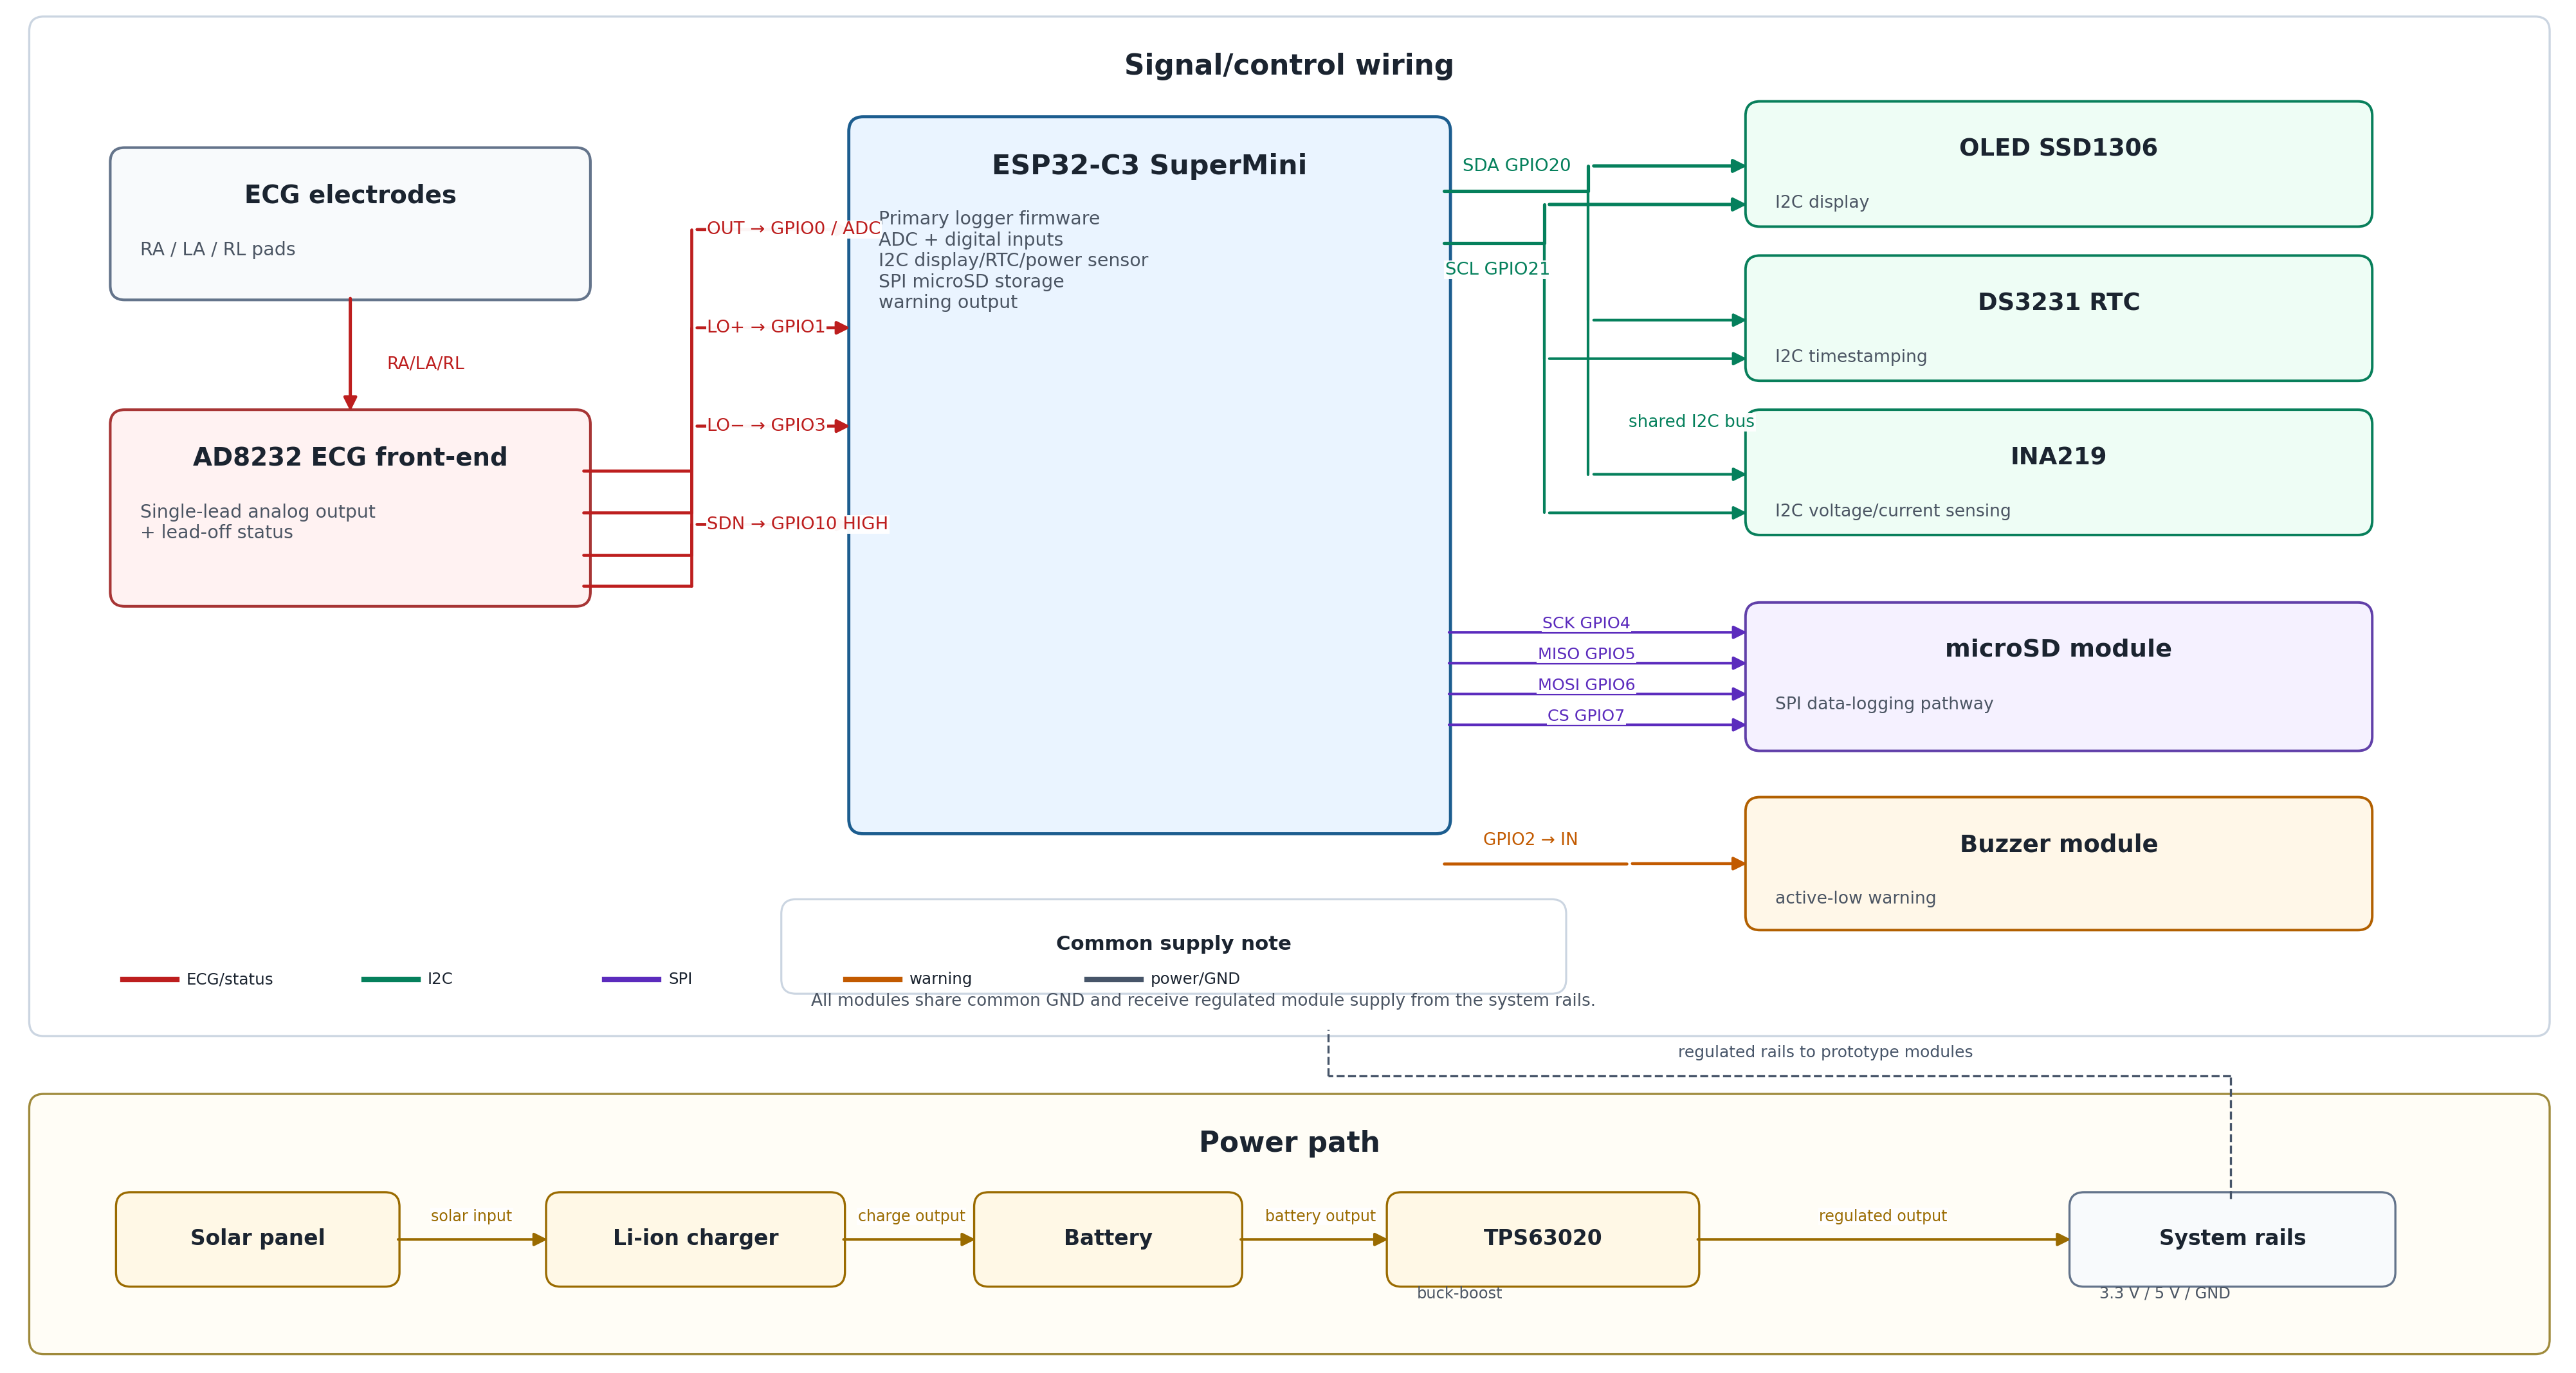 Signal/control wiring
ECG electrodes
RA / LA / RL pads
RA/LA/RL
AD8232 ECG front-end
Single-lead analog output
+ lead-off status
OUT → GPIO0 / ADC
LO+ → GPIO1
LO− → GPIO3
SDN → GPIO10 HIGH
ESP32-C3 SuperMini
Primary logger firmware
ADC + digital inputs
I2C display/RTC/power sensor
SPI microSD storage
warning output
SDA GPIO20
SCL GPIO21
shared I2C bus
OLED SSD1306
I2C display
DS3231 RTC
I2C timestamping
INA219
I2C voltage/current sensing
SCK GPIO4
MISO GPIO5
MOSI GPIO6
CS GPIO7
microSD module
SPI data-logging pathway
GPIO2 → IN
Buzzer module
active-low warning
Common supply note
ECG/status
I2C
SPI
warning
power/GND
All modules share common GND and receive regulated module supply from the system rails.
regulated rails to prototype modules
Power path
Solar panel
solar input
Li-ion charger
charge output
Battery
battery output
TPS63020
buck-boost
regulated output
System rails
3.3 V / 5 V / GND